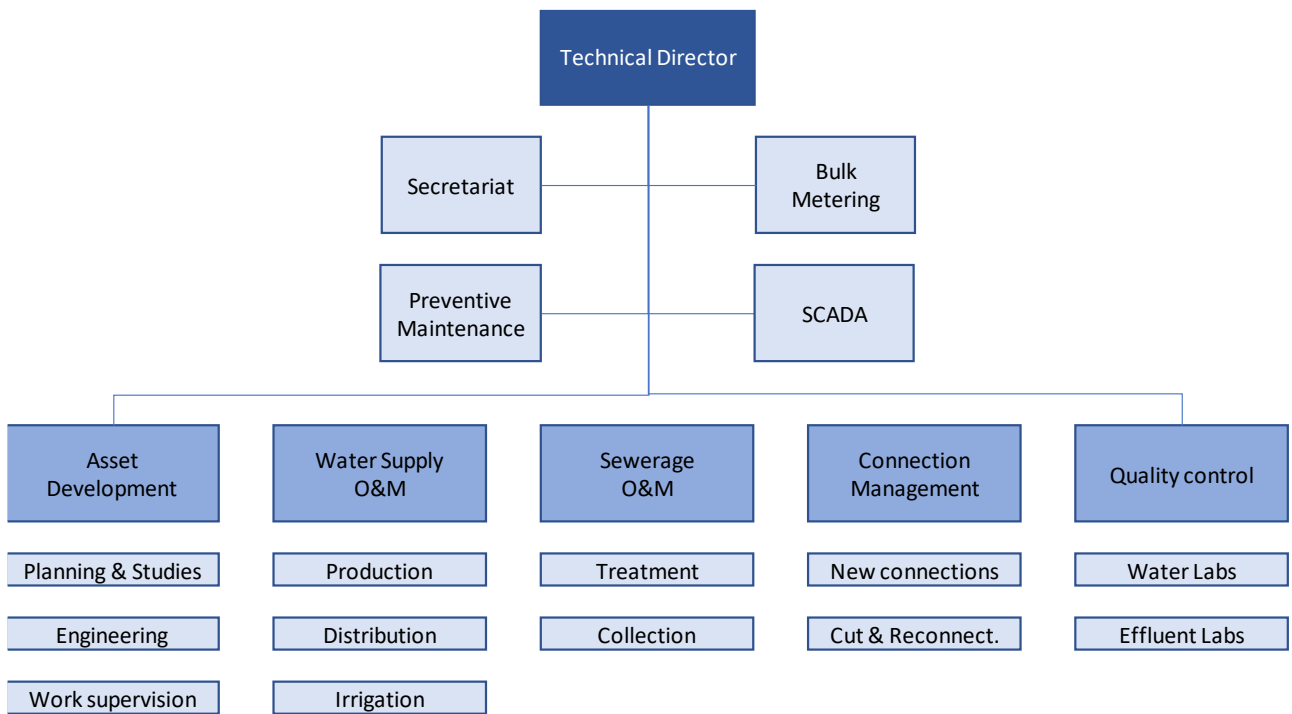 Technical Director
Secretariat
Bulk
Metering
Preventive
Maintenance
SCADA
Asset
Development
Water Supply
O&M
Sewerage
O&M
Connection
Management
Quality control
Planning & Studies
Production
Treatment
New connections
Water Labs
Engineering
Distribution
Collection
Cut & Reconnect.
Effluent Labs
Work supervision
Irrigation